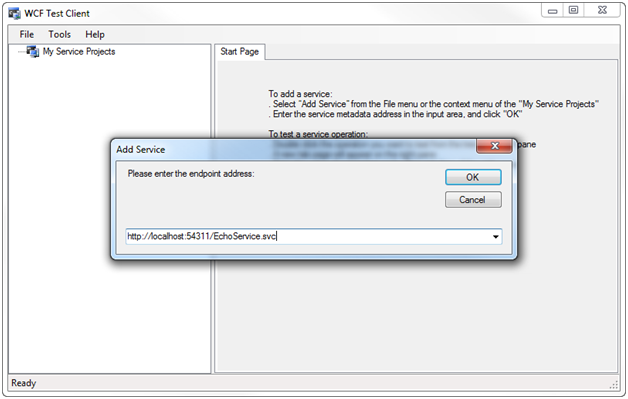 WCF Test Client
File Tools Help
My Service Projects
Start Page
To add a service:
. Select "Add Service" from the File menu or the context menu of the "My Service Projects"
. Enter the service metadata address in the input area, and click "OK"
To test a service operation:
pane
Add Service
Please enter the endpoint address:
OK
Cancel
http://localhost:54311/EchoService.svc
Ready